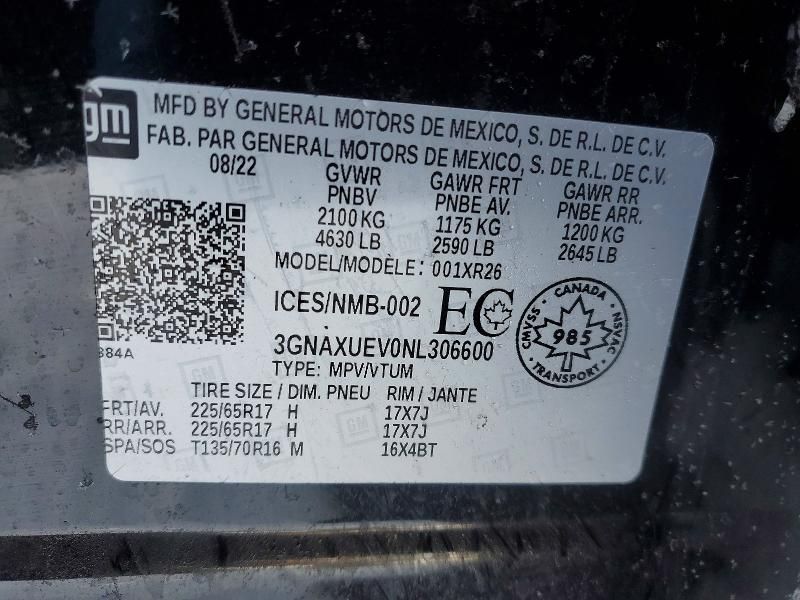 gm
MFD BY GENERAL MOTORS DE MEXICO, S. DE R.L. DE C.V.
FAB. PAR GENERAL MOTORS DE MEXICO, S. DE R.L. DE C.V.
08/22
GVWR
PNBV
2100 KG
4630 LB
GAWR FRT
PNBE AV.
1175 KG
2590 LB
GAWR RR
PNBE ARR.
1200 KG
2645 LB
MODEL/MODÈLE: 001XR26
ICES/NMB-002
EC
CANADA
CMVSS
NSVAC
985
TRANSPORT
384A
3GNAXUEV0NL306600
TYPE: MPV/VTUM
TIRE SIZE / DIM. PNEU RIM / JANTE
FRT/AV. 225/65R17 H 17X7J
RR/ARR. 225/65R17 H 17X7J
SPA/SOS T135/70R16 M 16X4BT